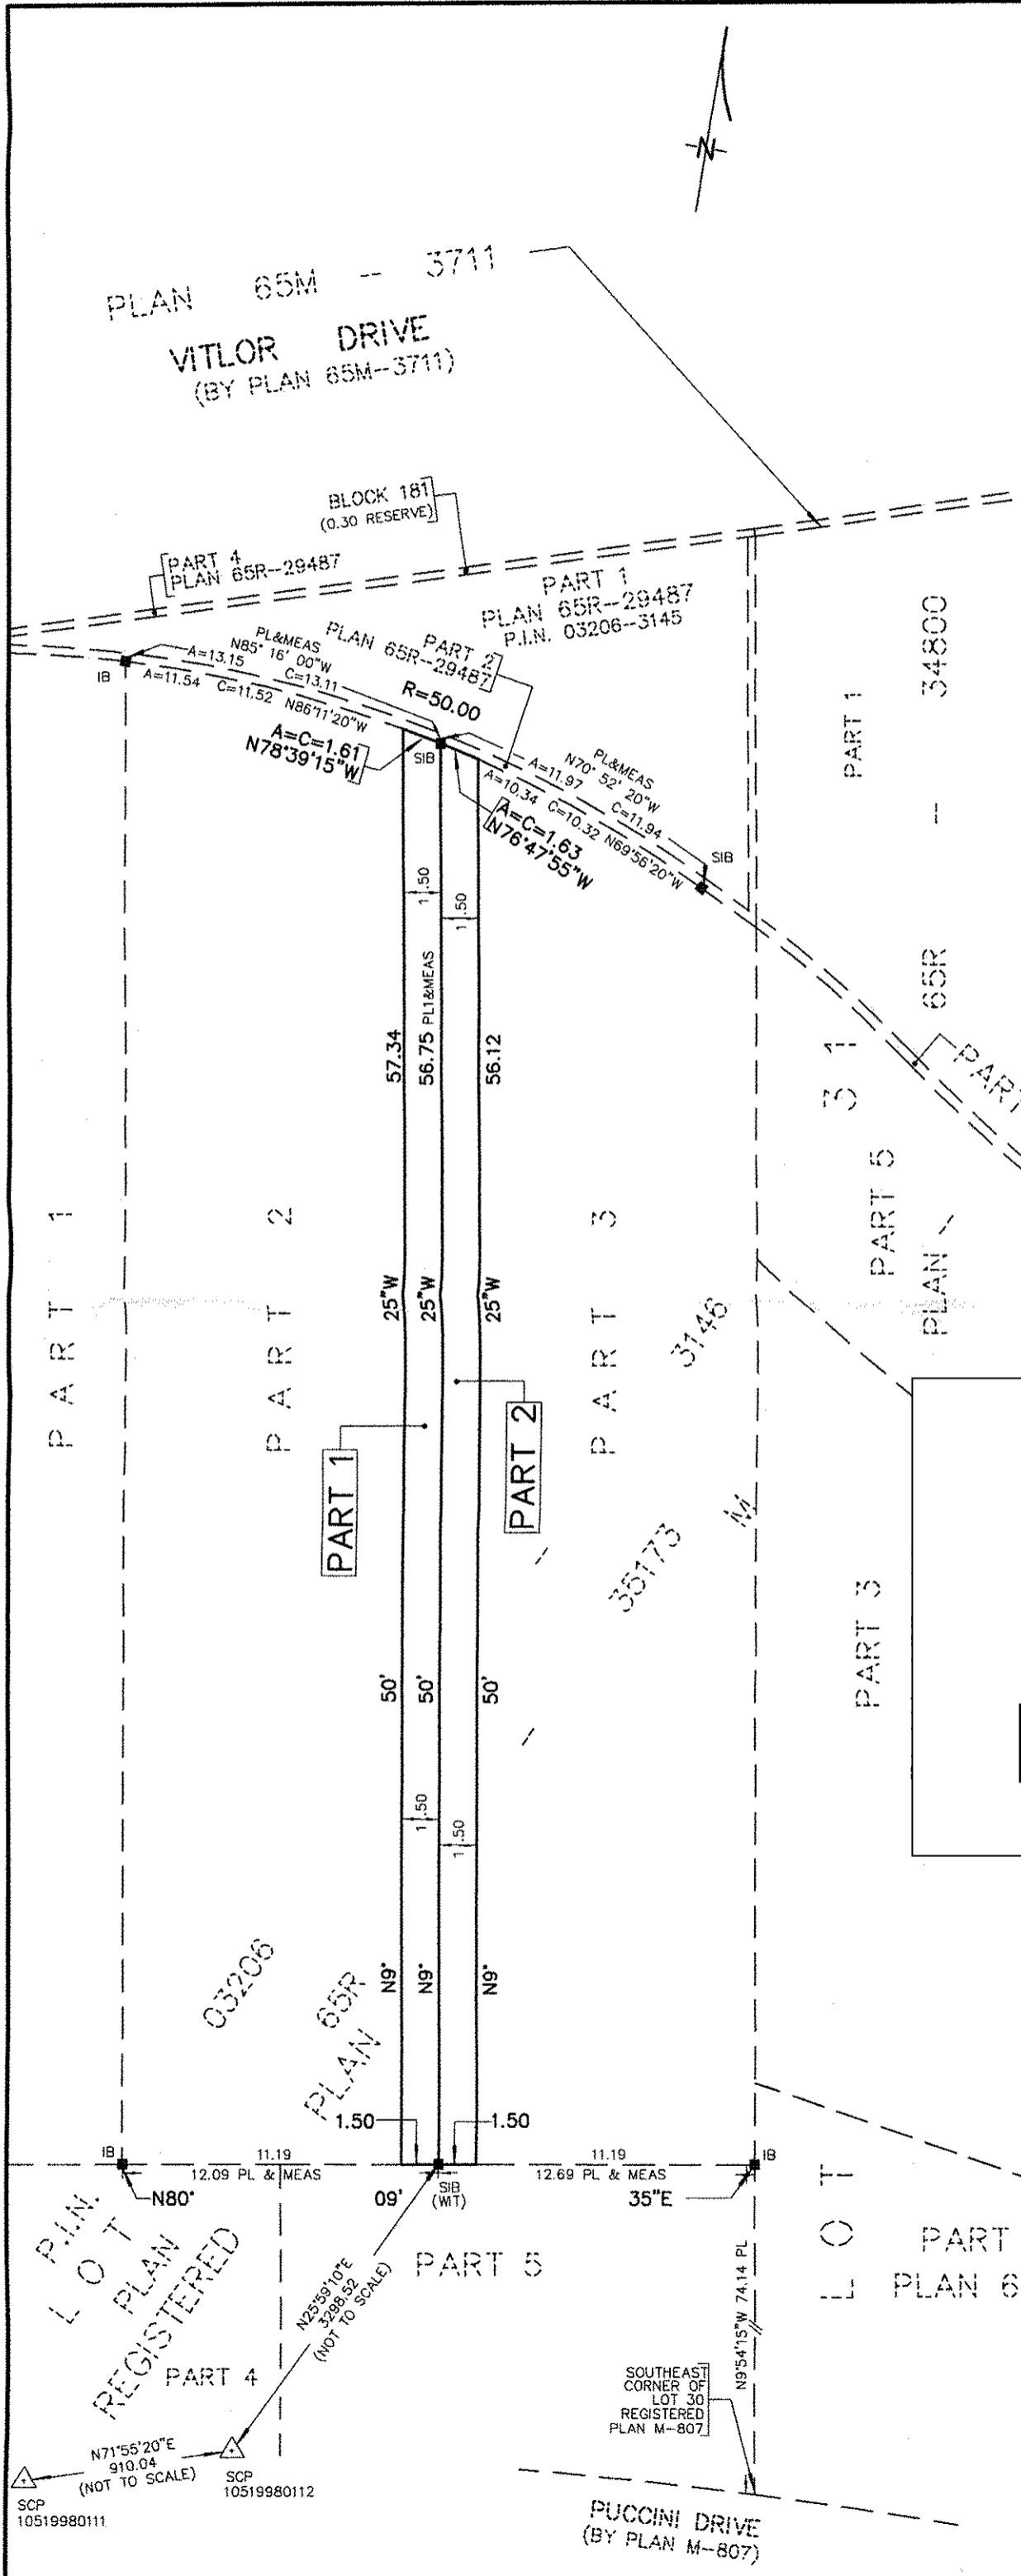 N
PLAN 65M -- 3711
VITLOR DRIVE
(BY PLAN 65M--3711)
BLOCK 181
(0.30 RESERVE)
PART 4
PLAN 65R--29487
PART 1
PLAN 65R--29487
P.I.N. 03206--3145
PART 2
PLAN 65R--29487
PL&MEAS
N85° 16' 00"W
A=13.15 C=13.11
IB
A=11.54 C=11.52 N86°11'20"W
R=50.00
A=C=1.61
N78°39'15"W
SIB
PL&MEAS
N70° 52' 20"W
A=11.97 C=11.94
A=10.34 C=10.32 N69°56'20"W
A=C=1.63
N76°47'55"W
SIB
PART 1
34800
--
65R
1.50
1.50
57.34
56.75 PL1&MEAS
56.12
31
PART
PART 5
PLAN --
PART 1
PART 2
PART 3
25"W
25"W
25"W
3146
PART 1
PART 2
M
--
35173
PART 3
50'
50'
50'
--
1.50
1.50
03206
65R
PLAN
N9°
N9°
N9°
1.50
1.50
IB
11.19
11.19
IB
12.09 PL & MEAS
12.69 PL & MEAS
N80°
09'
SIB
(WIT)
35"E
P.I.N.
LOT
PLAN
REGISTERED
PART 5
LOT
PART
PLAN 6
N25°59'10"E
3298.52
(NOT TO SCALE)
N9°54'15"W 74.14 PL
PART 4
SOUTHEAST
CORNER OF
LOT 30
REGISTERED
PLAN M--807
N71°55'20"E
910.04
(NOT TO SCALE)
SCP
10519980111
SCP
10519980112
PUCCINI DRIVE
(BY PLAN M--807)